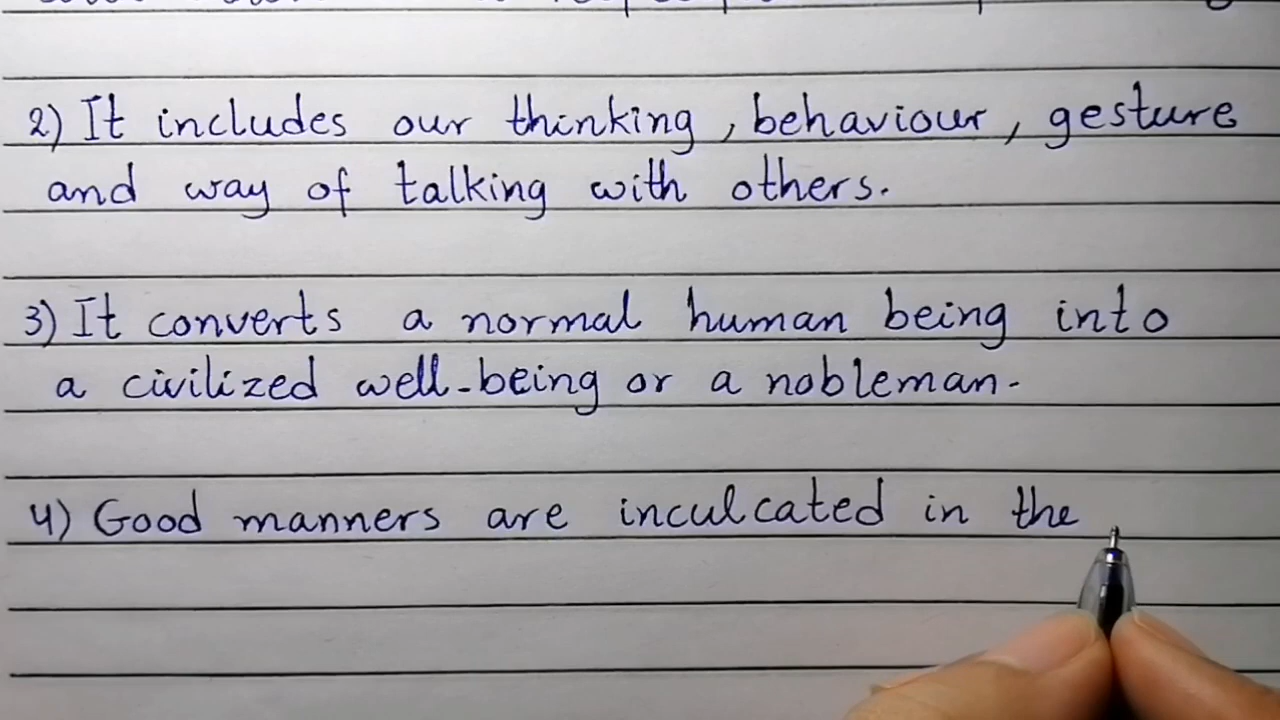 2) It includes our thinking, behaviour, gesture
and way of talking with others.
3) It converts a normal human being into
a civilized well-being or a nobleman.
4) Good manners are inculcated in the